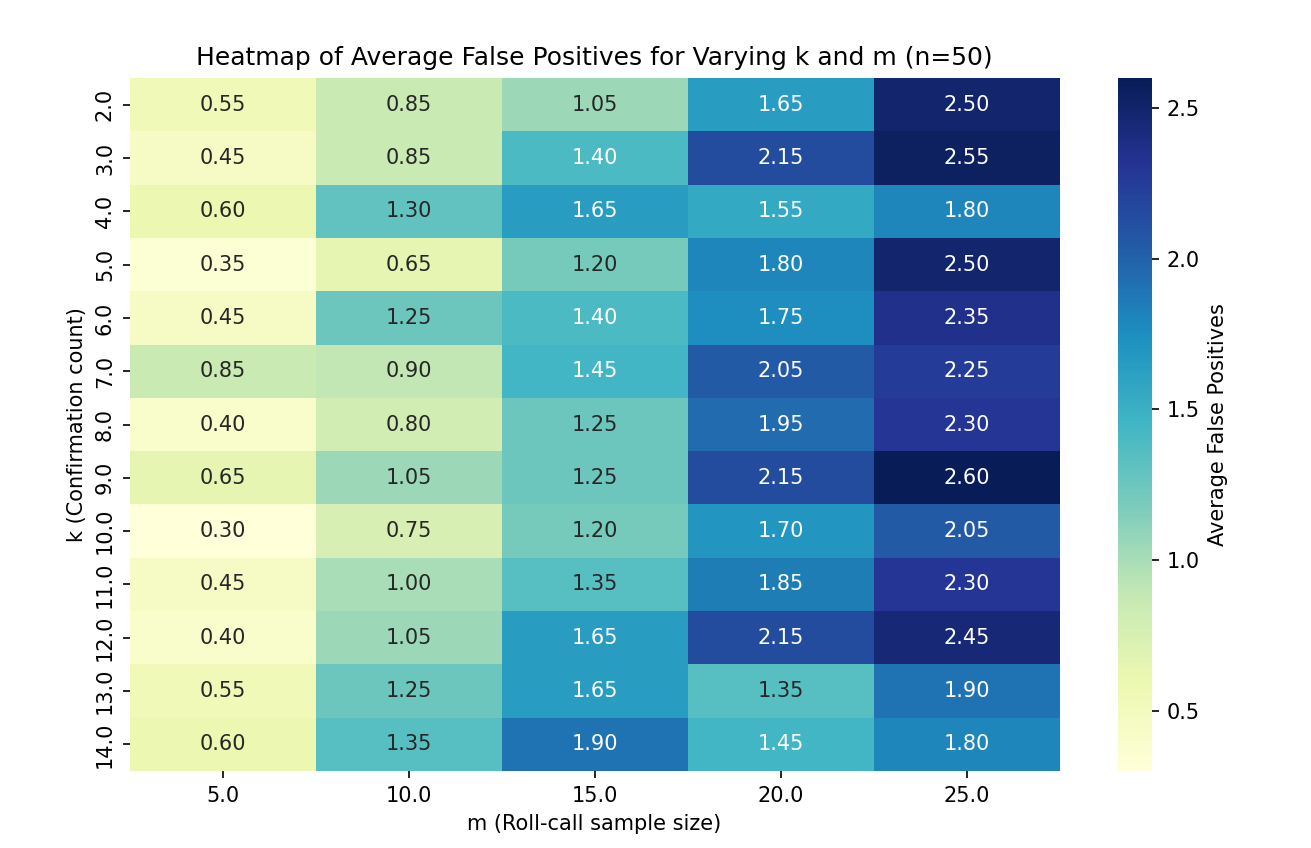 Heatmap of Average False Positives for Varying k and m (n=50)
k (Confirmation count)
2.0 0.55 0.85 1.05 1.65 2.50
3.0 0.45 0.85 1.40 2.15 2.55
4.0 0.60 1.30 1.65 1.55 1.80
5.0 0.35 0.65 1.20 1.80 2.50
6.0 0.45 1.25 1.40 1.75 2.35
7.0 0.85 0.90 1.45 2.05 2.25
8.0 0.40 0.80 1.25 1.95 2.30
9.0 0.65 1.05 1.25 2.15 2.60
10.0 0.30 0.75 1.20 1.70 2.05
11.0 0.45 1.00 1.35 1.85 2.30
12.0 0.40 1.05 1.65 2.15 2.45
13.0 0.55 1.25 1.65 1.35 1.90
14.0 0.60 1.35 1.90 1.45 1.80
5.0 10.0 15.0 20.0 25.0
m (Roll-call sample size)
2.5
2.0
1.5
1.0
0.5
Average False Positives